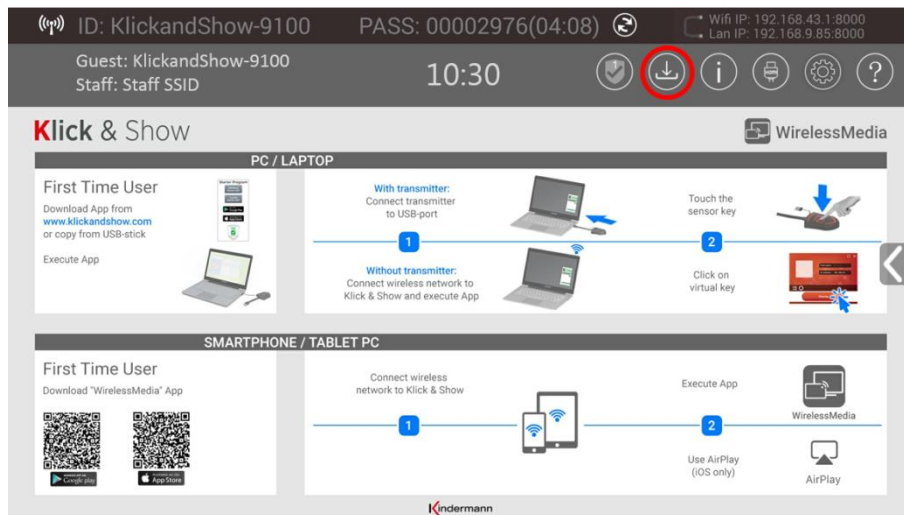 ID: KlickandShow-9100
PASS: 00002976(04:08)
Wifi IP: 192.168.43.1:8000
Lan IP: 192.168.9.85:8000
Guest: KlickandShow-9100
Staff: Staff SSID
10:30
Klick & Show
WirelessMedia
PC / LAPTOP
First Time User
Download App from
www.klickandshow.com
or copy from USB-stick
Execute App
With transmitter:
Connect transmitter
to USB-port
1
Without transmitter:
Connect wireless network to
Klick & Show and execute App
Touch the
sensor key
2
Click on
virtual key
SMARTPHONE / TABLET PC
First Time User
Download "WirelessMedia" App
Google play
App Store
Connect wireless
network to Klick & Show
1
Execute App
2
Use AirPlay
(iOS only)
WirelessMedia
AirPlay
Kindermann